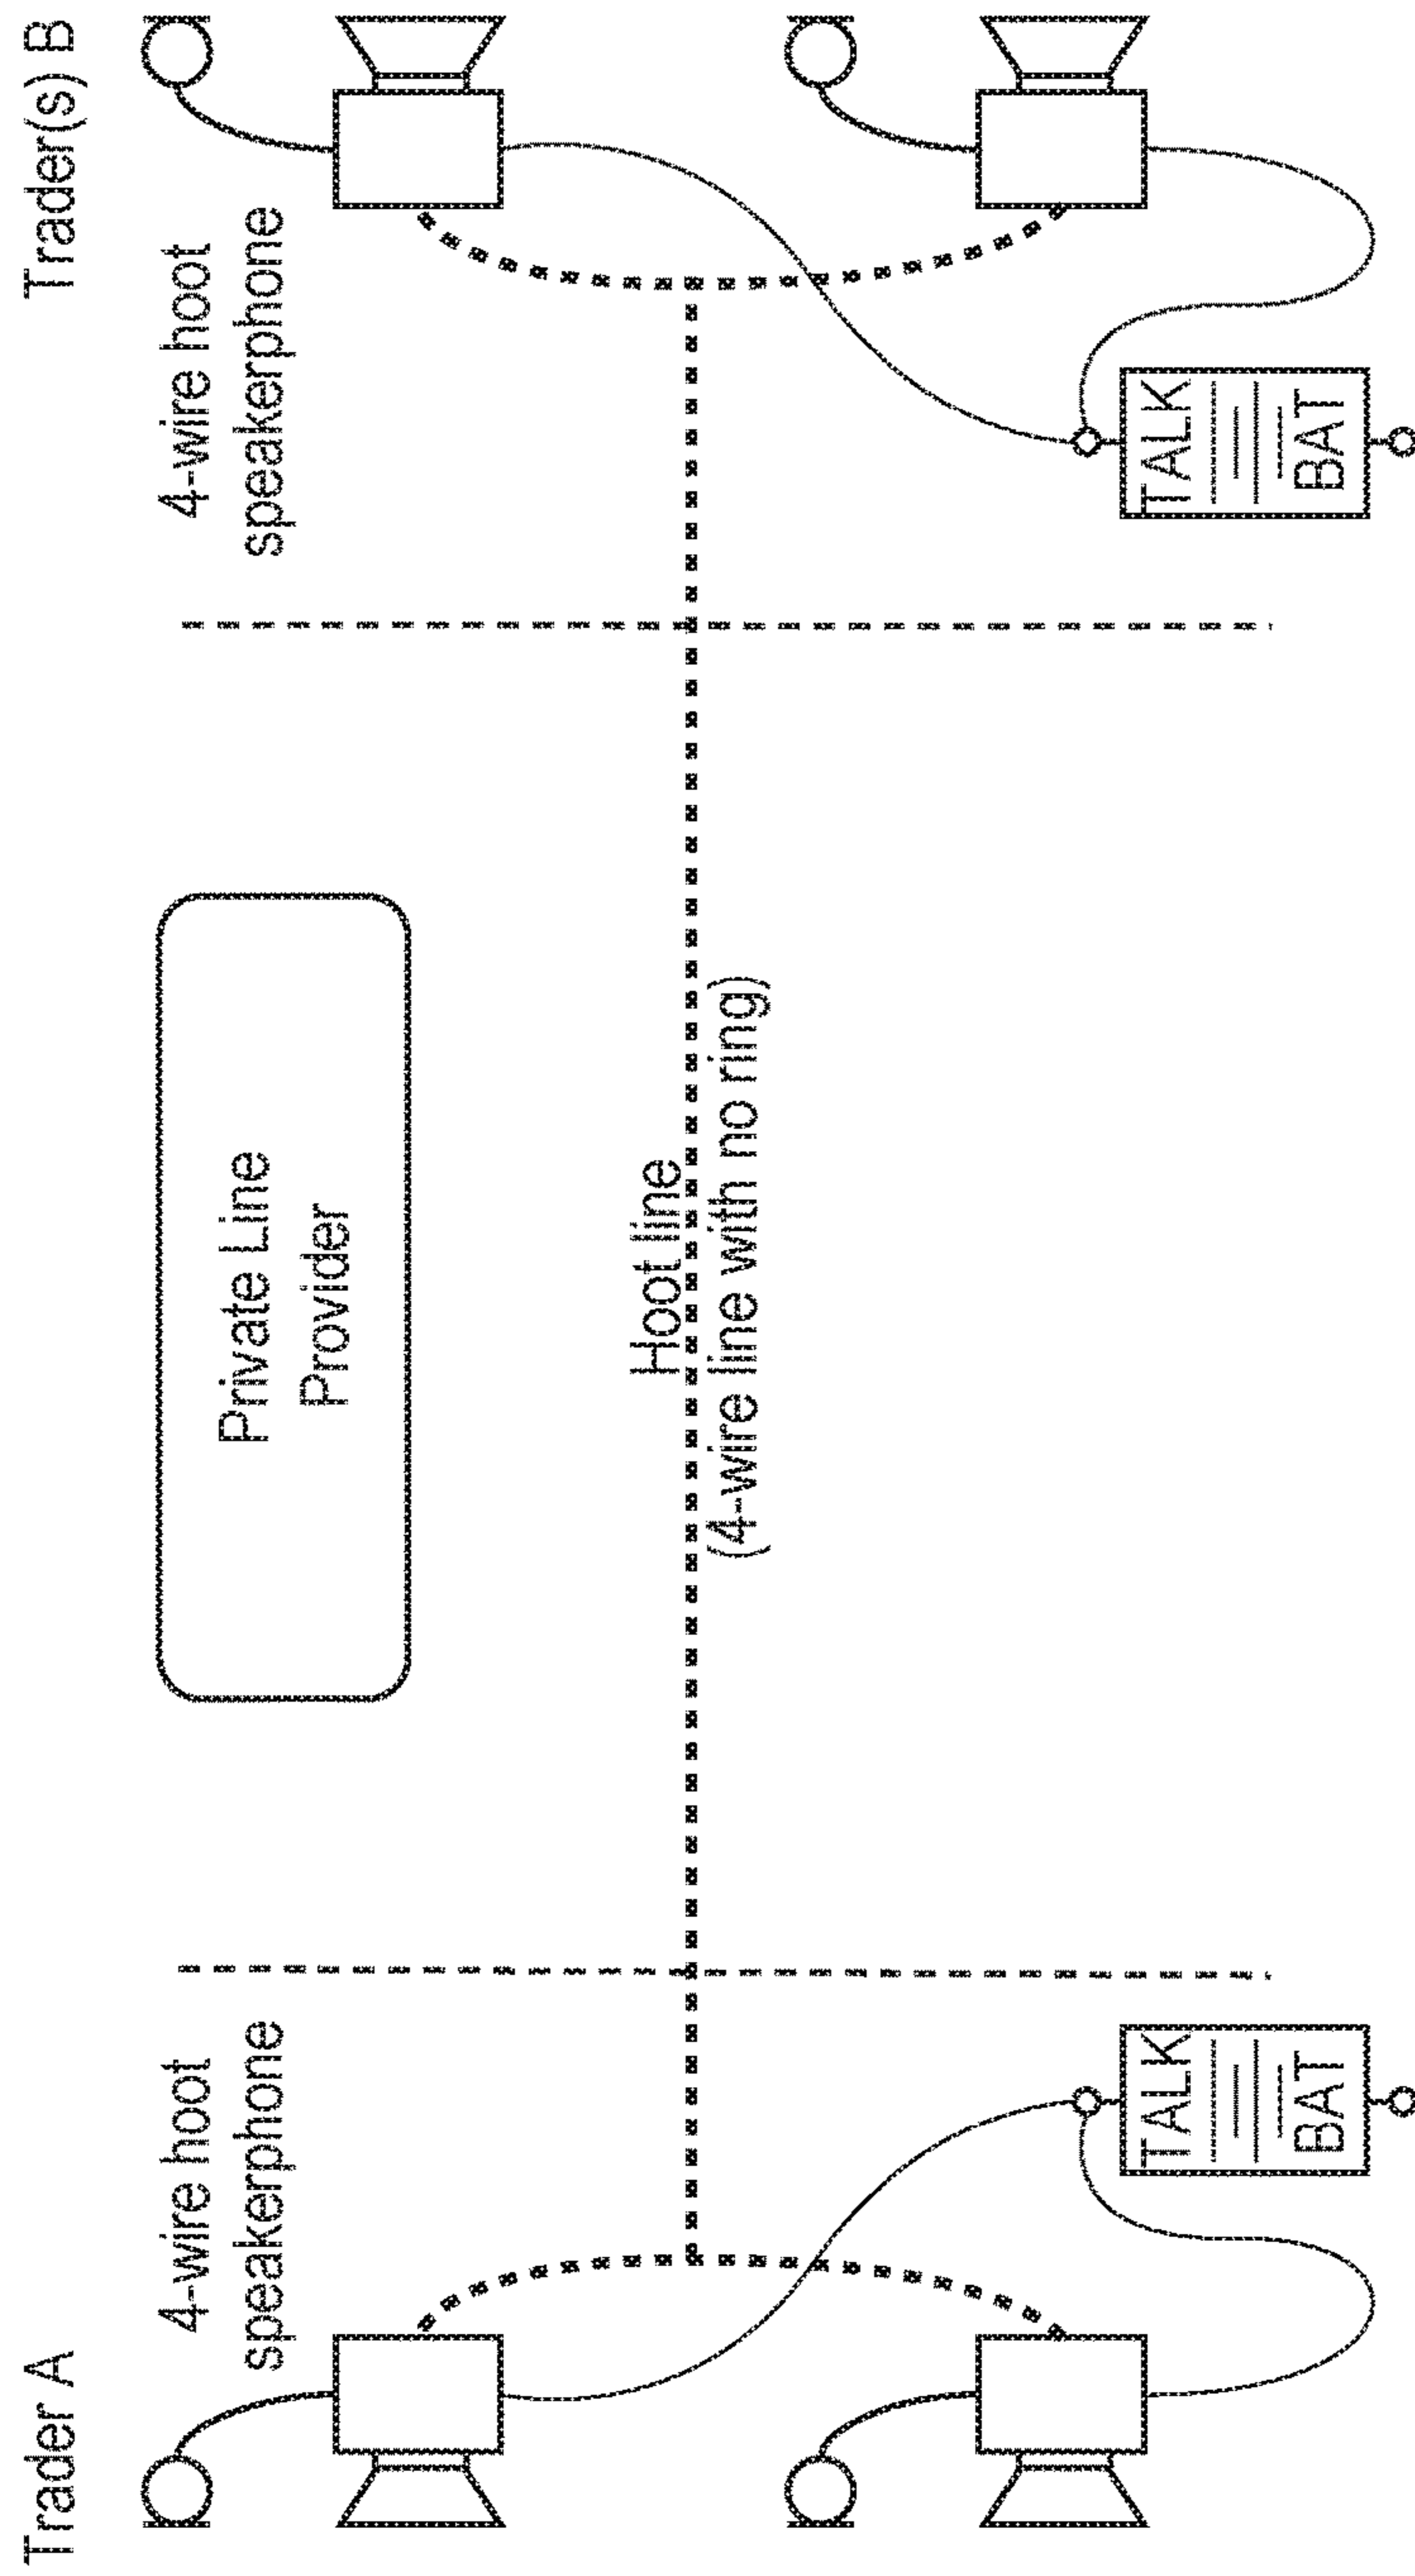 Trader A
Trader(s) B
4-wire hoot
speakerphone
Private Line
Provider
4-wire hoot
speakerphone
Hoot line
(4-wire line with no ring)
TALK
BAT
TALK
BAT